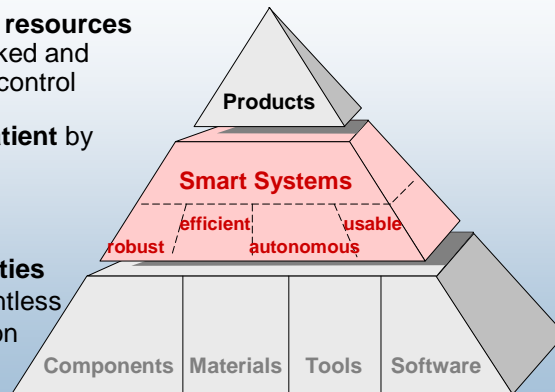 resources
ked and
control
tient by
ties
ntless
on
Products
Smart Systems
efficient
usable
robust
autonomous
Components
Materials
Tools
Software